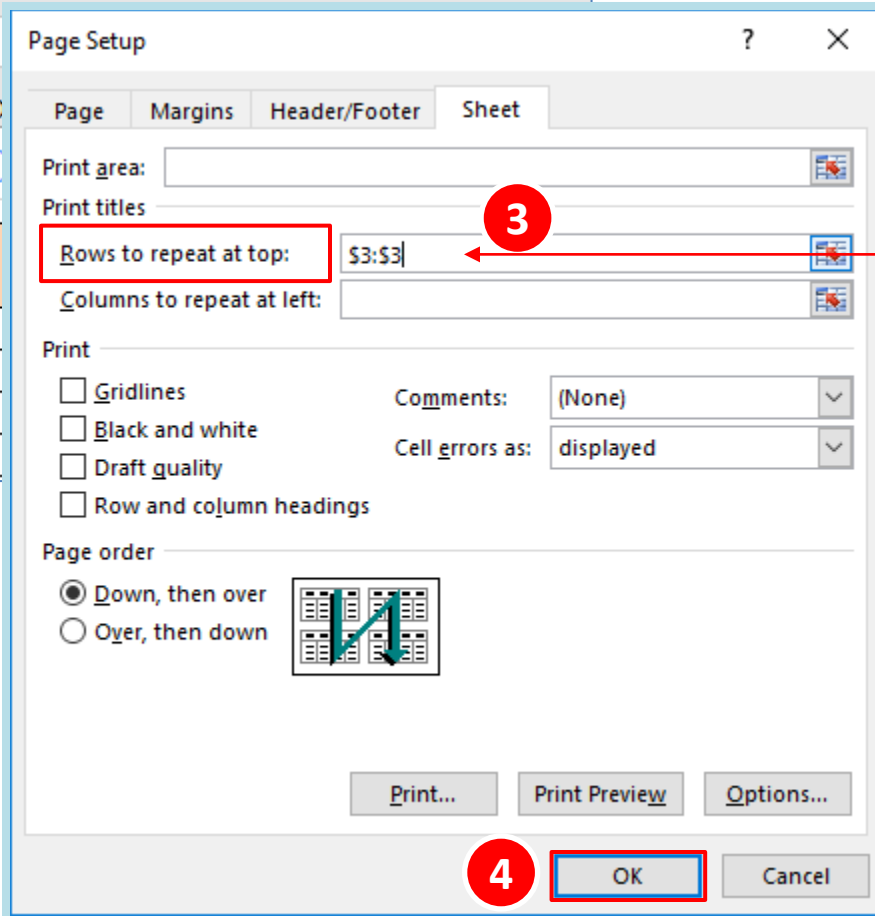 Page Setup ?
Page Margins Header/Footer Sheet
Print area:
Print titles
3
Rows to repeat at top: $3:$3
Columns to repeat at left:
Print
Gridlines Comments: (None)
Black and white
Cell errors as: displayed
Draft quality
Row and column headings
Page order
Down, then over
Over, then down
Print... Print Preview Options...
4 OK Cancel